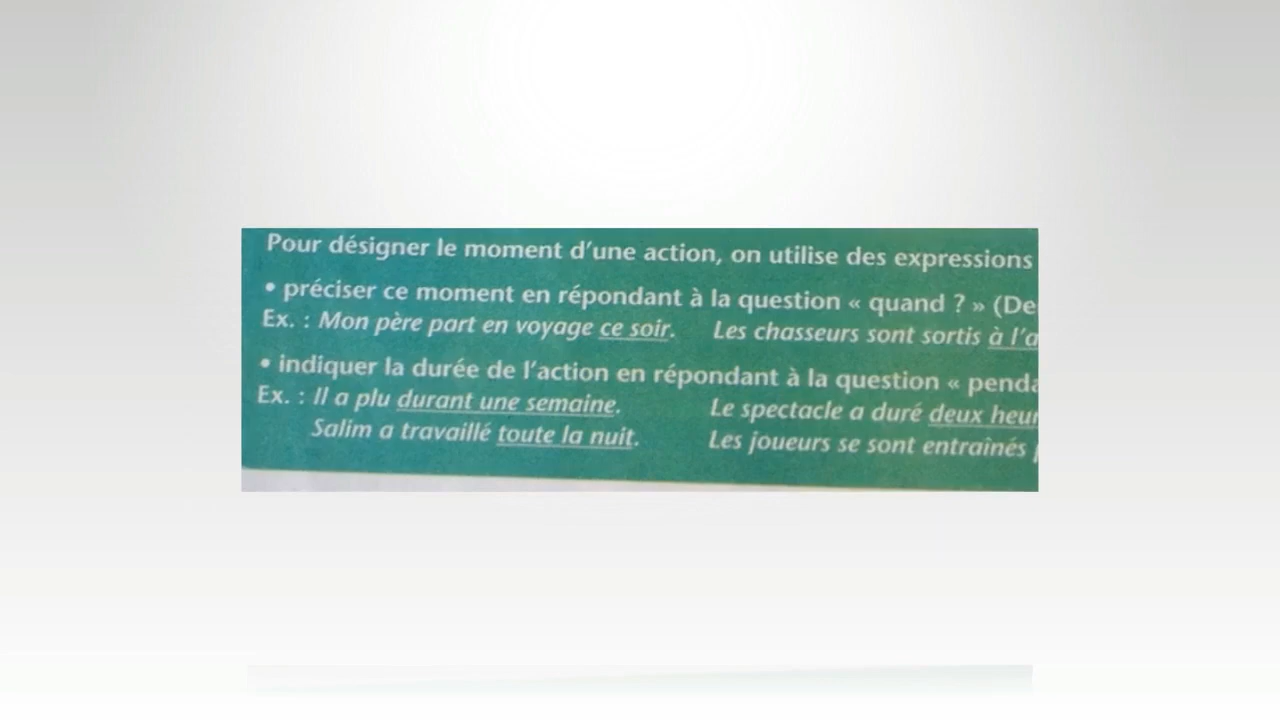 Pour désigner le moment d'une action, on utilise des expressions
• préciser ce moment en répondant à la question « quand ? »
Ex. : Mon père part en voyage ce soir. Les chasseurs sont sortis à
• indiquer la durée de l'action en répondant à la question «
Ex. : Il a plu durant une semaine. Le spectacle a duré deux
Salim a travaillé toute la nuit. Les joueurs se sont entraînés